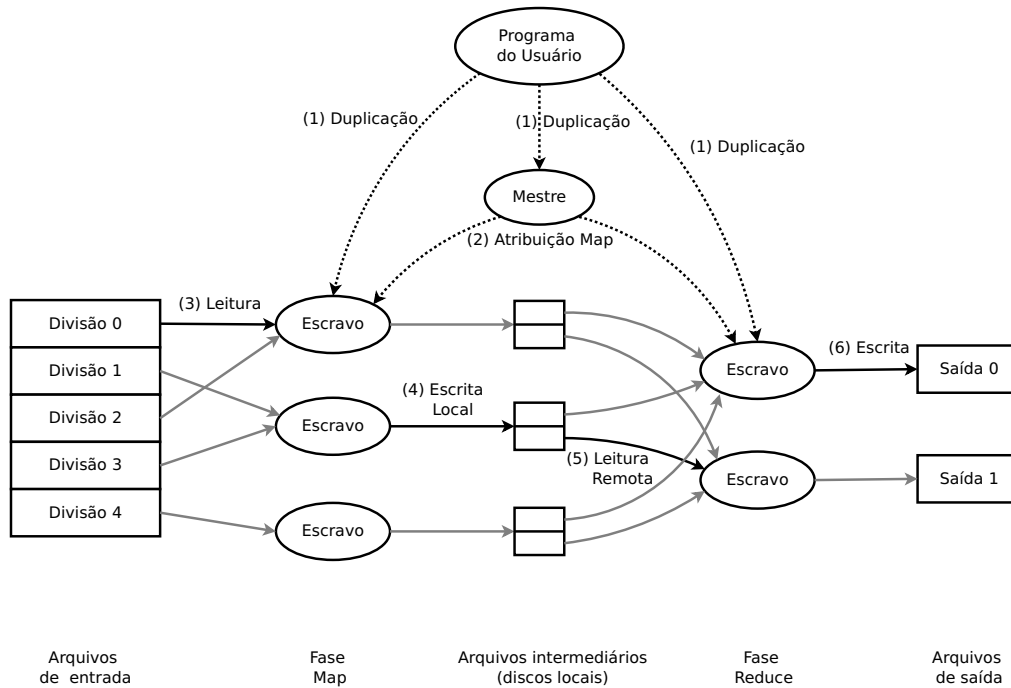 Programa
do Usuário
(1) Duplicação
(1) Duplicação
(1) Duplicação
Mestre
(2) Atribuição Map
(3) Leitura
Divisão 0
Divisão 1
Divisão 2
Divisão 3
Divisão 4
Escravo
Escravo
Escravo
(4) Escrita
Local
(5) Leitura
Remota
Escravo
Escravo
(6) Escrita
Saída 0
Saída 1
Arquivos
de entrada
Fase
Map
Arquivos intermediários
(discos locais)
Fase
Reduce
Arquivos
de saída